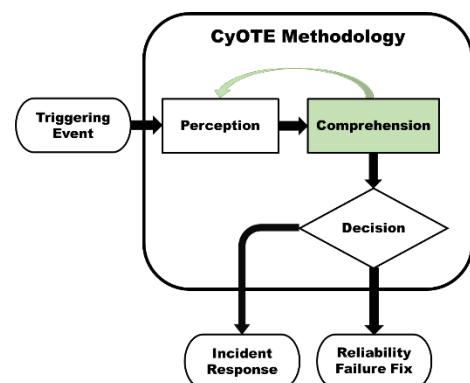 CyOTE Methodology
Triggering
Event
Perception
Comprehension
Decision
Incident
Response
Reliability
Failure Fix